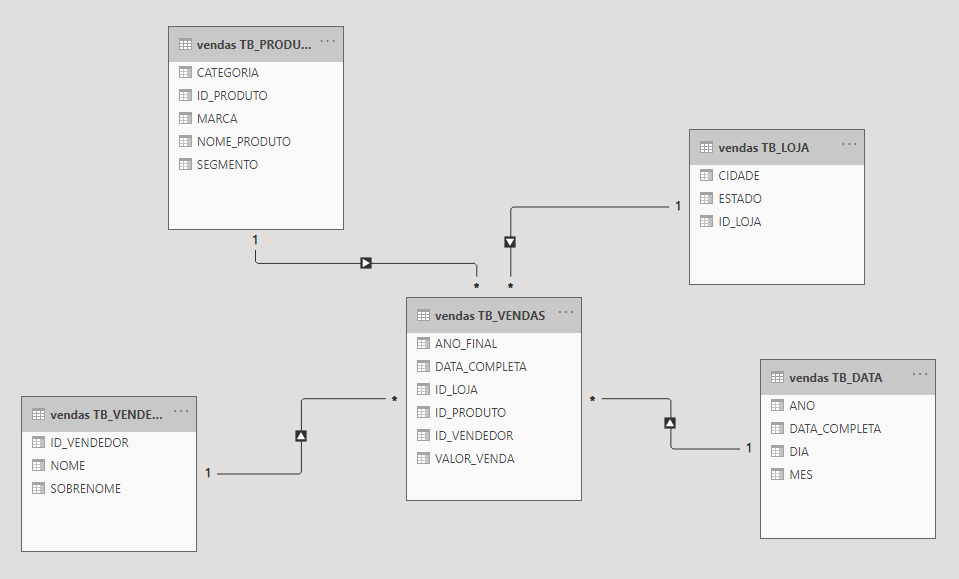 vendas TB_PRODU...
CATEGORIA
ID_PRODUTO
MARCA
NOME_PRODUTO
SEGMENTO
1
*
vendas TB_LOJA
CIDADE
ESTADO
ID_LOJA
1
*
vendas TB_VENDAS
ANO_FINAL
DATA_COMPLETA
ID_LOJA
ID_PRODUTO
ID_VENDEDOR
VALOR_VENDA
vendas TB_VENDE...
ID_VENDEDOR
NOME
SOBRENOME
1
*
vendas TB_DATA
ANO
DATA_COMPLETA
DIA
MES
1
*